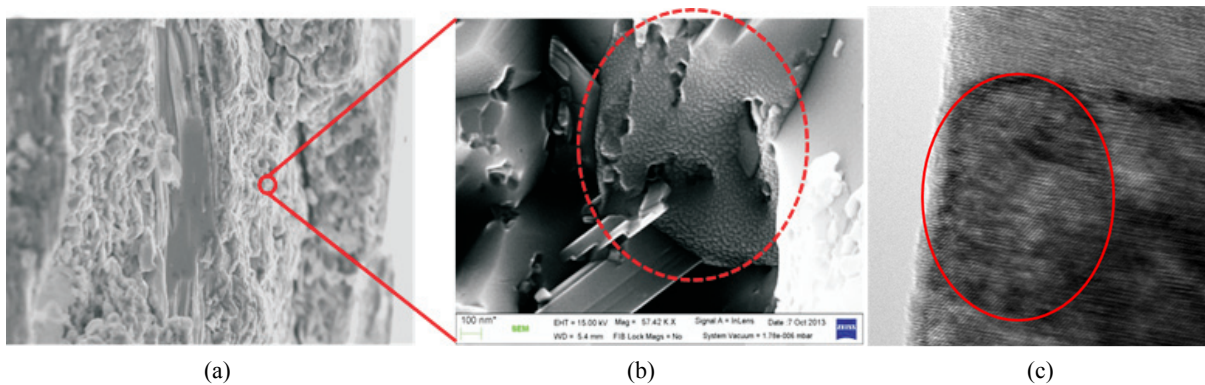 100 nm*
SEM
EHT = 15.00 kV Mag = 57.42 K X Signal A = InLens Date :7 Oct 2013
WD = 5.4 mm FIB Lock Mags = No System Vacuum = 1.78e-006 mbar
ZEISS
(a) (b) (c)